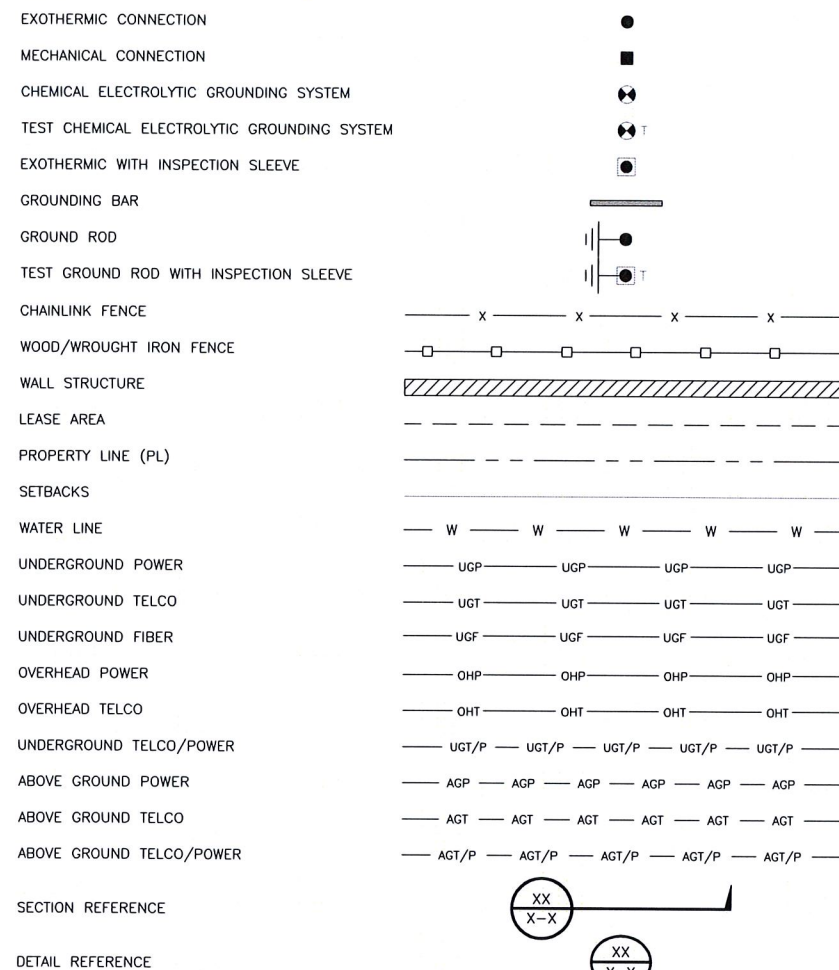 EXOTHERMIC CONNECTION
MECHANICAL CONNECTION
CHEMICAL ELECTROLYTIC GROUNDING SYSTEM
TEST CHEMICAL ELECTROLYTIC GROUNDING SYSTEM T
EXOTHERMIC WITH INSPECTION SLEEVE
GROUNDING BAR
GROUND ROD
TEST GROUND ROD WITH INSPECTION SLEEVE T
CHAINLINK FENCE X X X X
WOOD/WROUGHT IRON FENCE
WALL STRUCTURE
LEASE AREA
PROPERTY LINE (PL)
SETBACKS
WATER LINE W W W W W
UNDERGROUND POWER UGP UGP UGP UGP
UNDERGROUND TELCO UGT UGT UGT UGT
UNDERGROUND FIBER UGF UGF UGF UGF
OVERHEAD POWER OHP OHP OHP OHP
OVERHEAD TELCO OHT OHT OHT OHT
UNDERGROUND TELCO/POWER UGT/P UGT/P UGT/P UGT/P UGT/P
ABOVE GROUND POWER AGP AGP AGP AGP AGP AGP
ABOVE GROUND TELCO AGT AGT AGT AGT AGT AGT
ABOVE GROUND TELCO/POWER AGT/P AGT/P AGT/P AGT/P AGT/P
SECTION REFERENCE XX
X-X
DETAIL REFERENCE XX
X-X